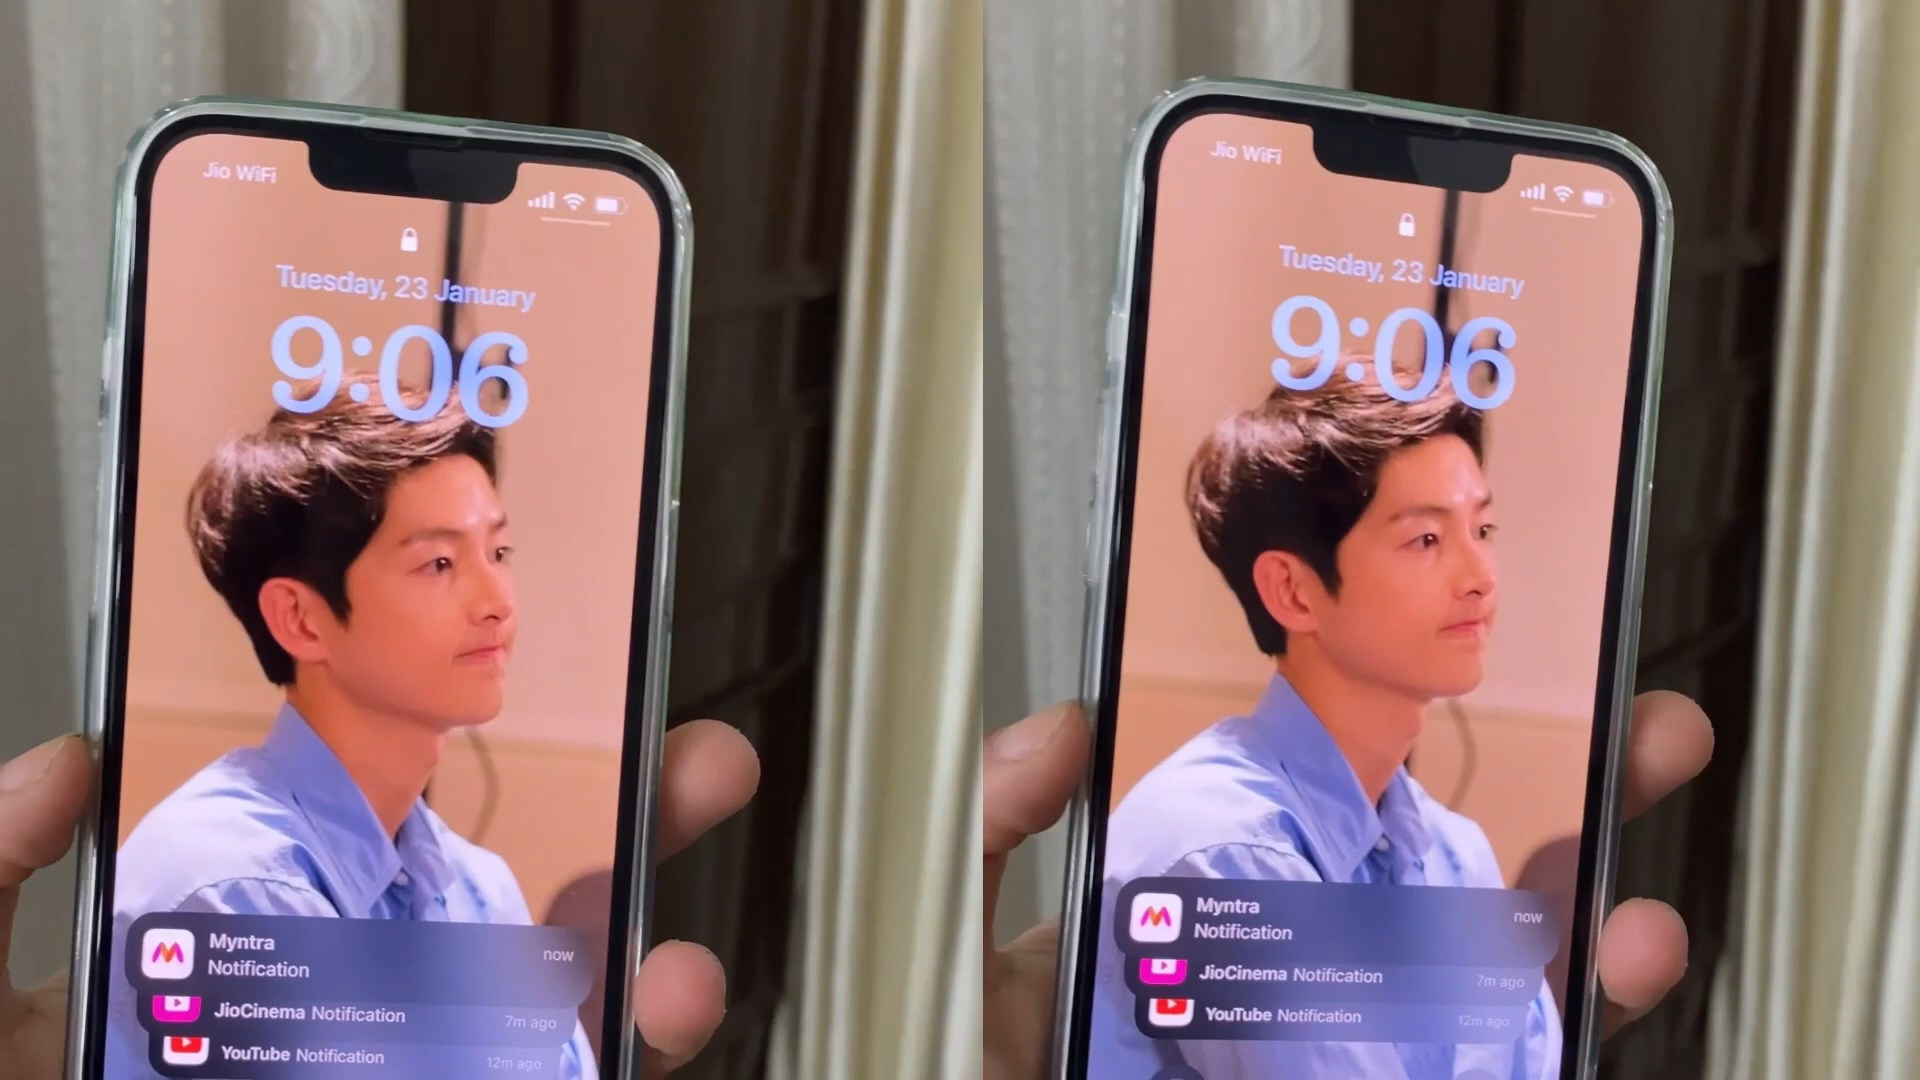 Jio WiFi
Tuesday, 23 January
9:06
Myntra
now
Notification
JioCinema Notification
7m ago
YouTube Notification
12m ago
Jio WiFi
Tuesday, 23 January
9:06
Myntra
now
Notification
JioCinema Notification
7m ago
YouTube Notification
12m ago